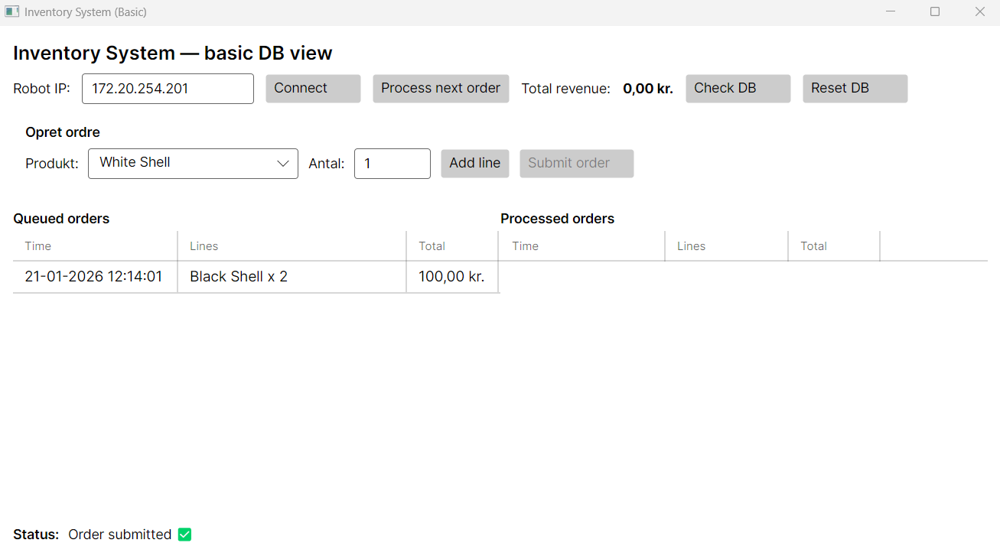 Inventory System (Basic)
Inventory System — basic DB view
Robot IP: 172.20.254.201 Connect Process next order Total revenue: 0,00 kr. Check DB Reset DB
Opret ordre
Produkt: White Shell Antal: 1 Add line Submit order
Queued orders Processed orders
Time Lines Total Time Lines Total
21-01-2026 12:14:01 Black Shell x 2 100,00 kr.
Status: Order submitted ✅